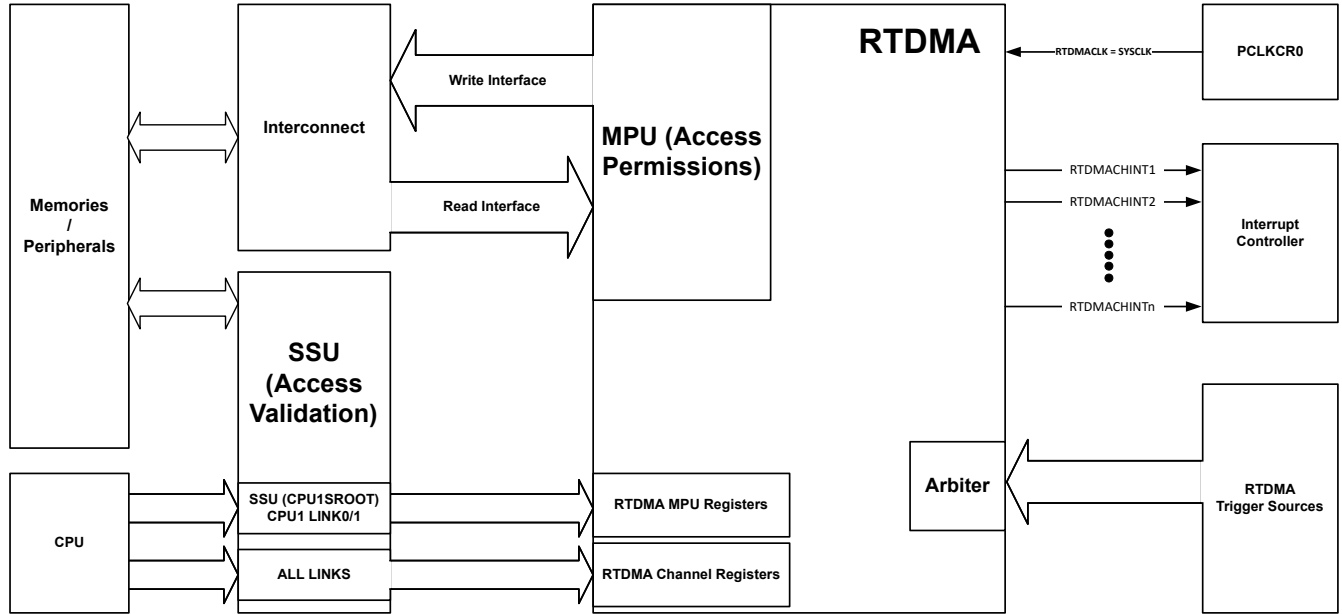 RTDMA
RTDMACLK = SYSCLK
PCLKCR0
Write Interface
Interconnect
MPU (Access
Permissions)
RTDMACHINT1
Memories
/
Peripherals
Read Interface
RTDMACHINT2
Interrupt
Controller
RTDMACHINTn
SSU
(Access
Validation)
Arbiter
RTDMA
Trigger Sources
CPU
SSU (CPU1SROOT)
CPU1 LINK0/1
RTDMA MPU Registers
ALL LINKS
RTDMA Channel Registers